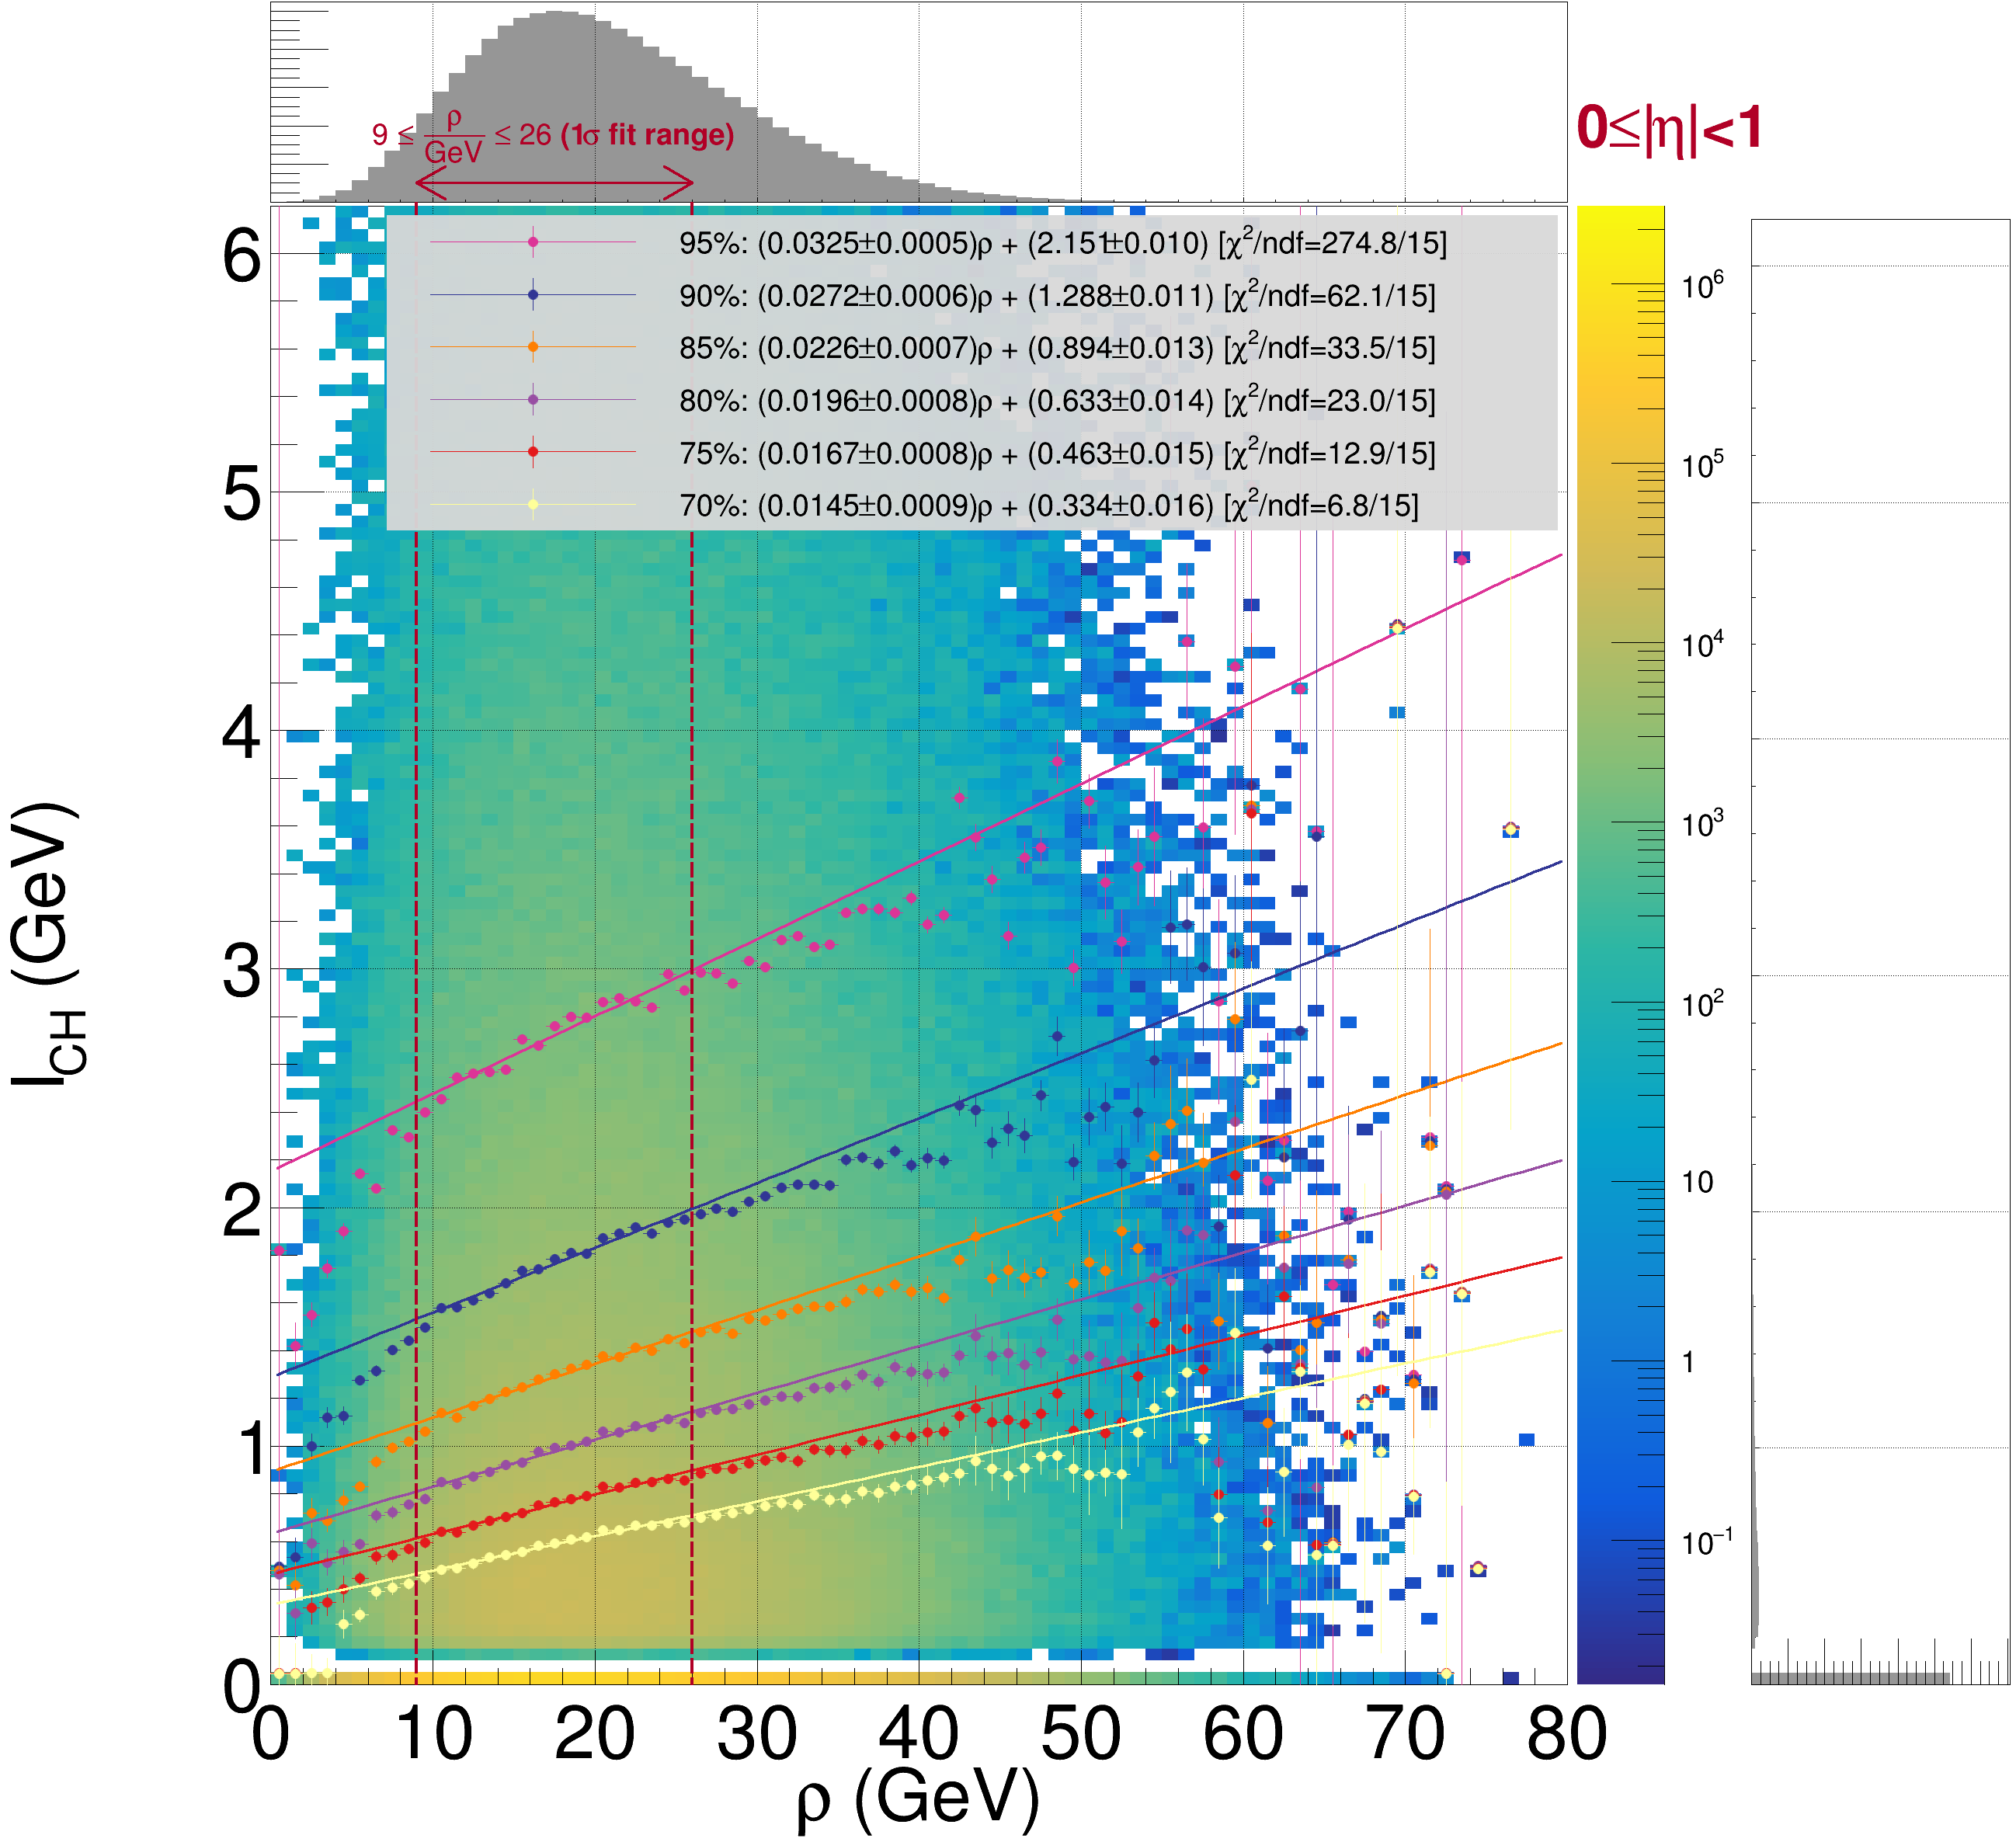 9 ≤ ρ/GeV ≤ 26 (1σ fit range)
0≤|η|<1
95%: (0.0325±0.0005)ρ + (2.151±0.010) [χ²/ndf=274.8/15]
90%: (0.0272±0.0006)ρ + (1.288±0.011) [χ²/ndf=62.1/15]
85%: (0.0226±0.0007)ρ + (0.894±0.013) [χ²/ndf=33.5/15]
80%: (0.0196±0.0008)ρ + (0.633±0.014) [χ²/ndf=23.0/15]
75%: (0.0167±0.0008)ρ + (0.463±0.015) [χ²/ndf=12.9/15]
70%: (0.0145±0.0009)ρ + (0.334±0.016) [χ²/ndf=6.8/15]
6
5
4
3
2
1
0
I_CH (GeV)
0 10 20 30 40 50 60 70 80
ρ (GeV)
10⁶
10⁵
10⁴
10³
10²
10
1
10⁻¹